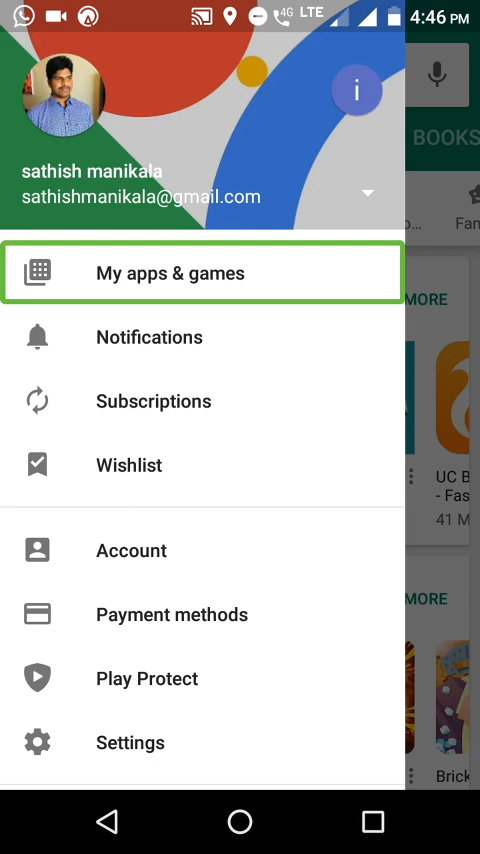 4G LTE 4:46 PM
i
BOOKS
sathish manikala
sathishmanikala@gmail.com
o...
Fan
My apps & games
MORE
Notifications
Subscriptions
Wishlist
UC B
- Fas
41 M
Account
MORE
Payment methods
Play Protect
Settings
Brick